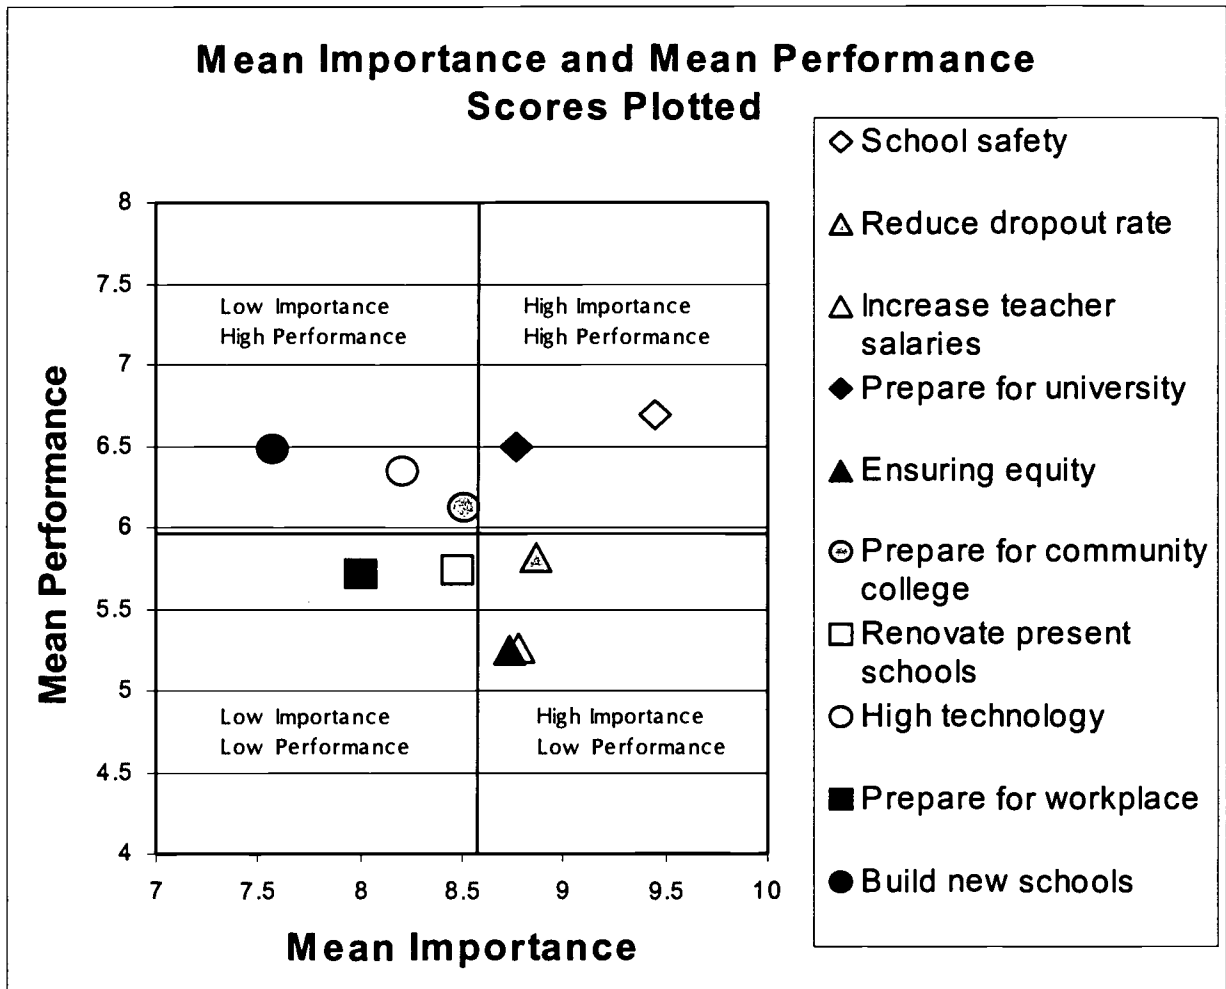 Mean Importance and Mean Performance
Scores Plotted
8
7.5
7
6.5
6
5.5
5
4.5
4
Mean Performance
Low Importance
High Performance
High Importance
High Performance
Low Importance
Low Performance
High Importance
Low Performance
7
7.5
8
8.5
9
9.5
10
Mean Importance
School safety
Reduce dropout rate
Increase teacher
salaries
Prepare for university
Ensuring equity
Prepare for community
college
Renovate present
schools
High technology
Prepare for workplace
Build new schools